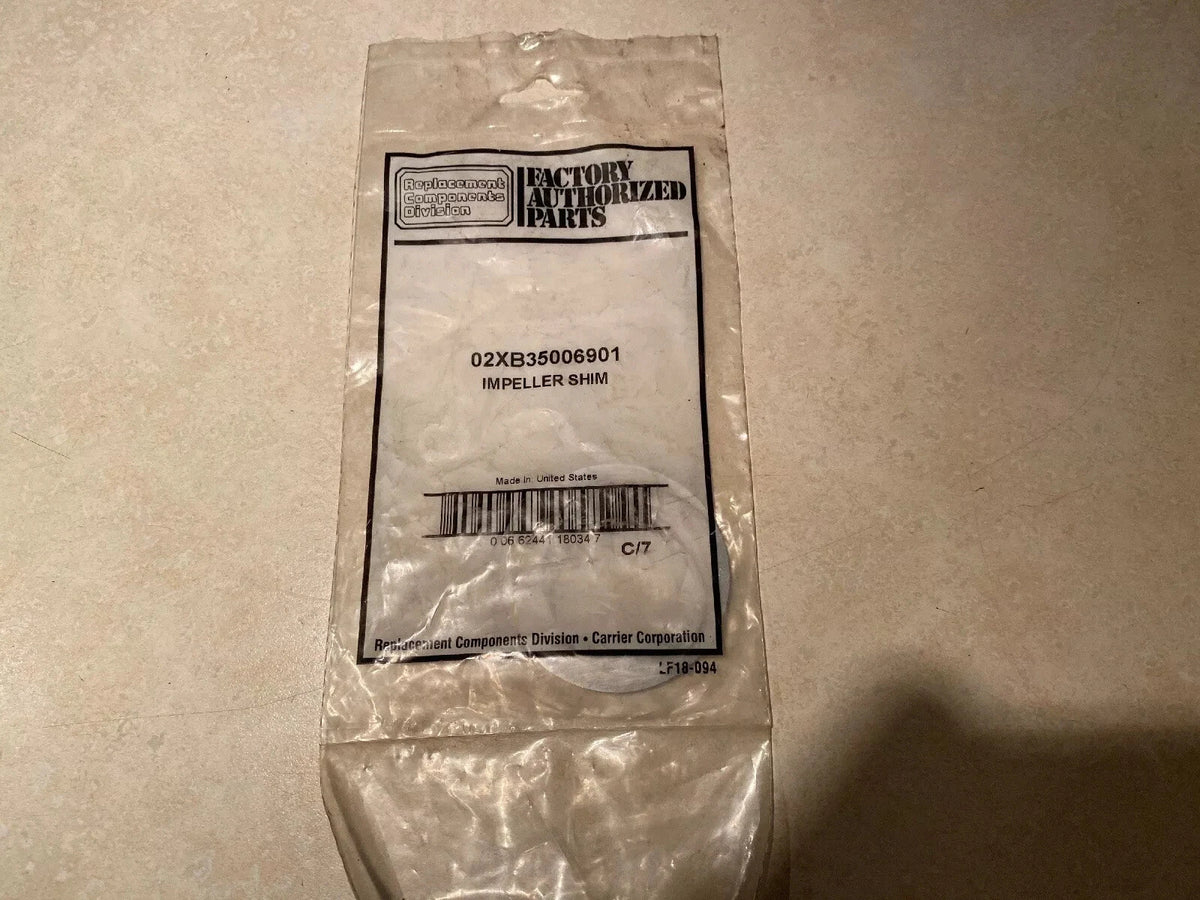 Replacement
Components
Division
FACTORY
AUTHORIZED
PARTS
02XB35006901
IMPELLER SHIM
Made In: United States
0 06 62441 18034 7
C/7
Replacement Components Division • Carrier Corporation
LF18-094